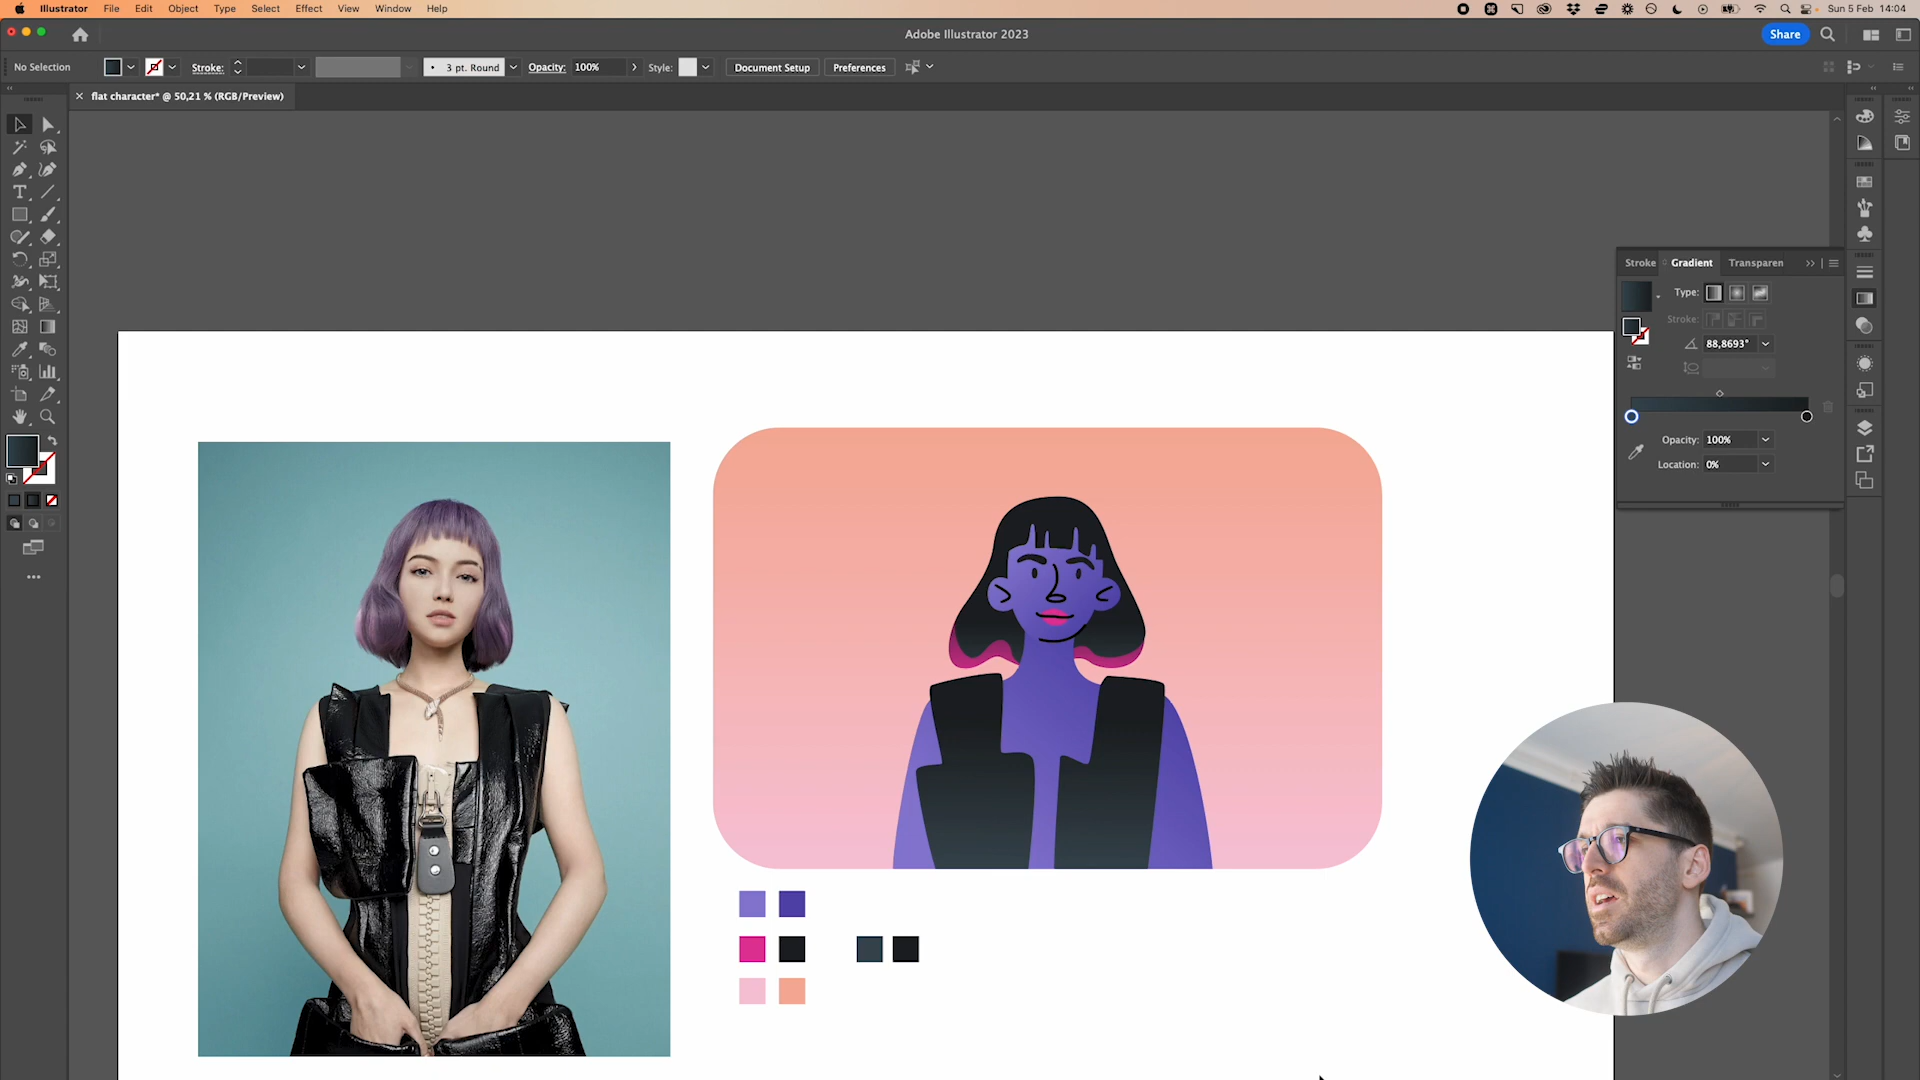 Illustrator File Edit Object Type Select Effect View Window Help
Sun 5 Feb 14:04
Adobe Illustrator 2023
Share
No Selection
Stroke:
3 pt. Round
Opacity: 100%
Style:
Document Setup
Preferences
flat character* @ 50,21 % (RGB/Preview)
Stroke Gradient Transparen
Type:
Stroke:
88,8693°
Opacity: 100%
Location: 0%